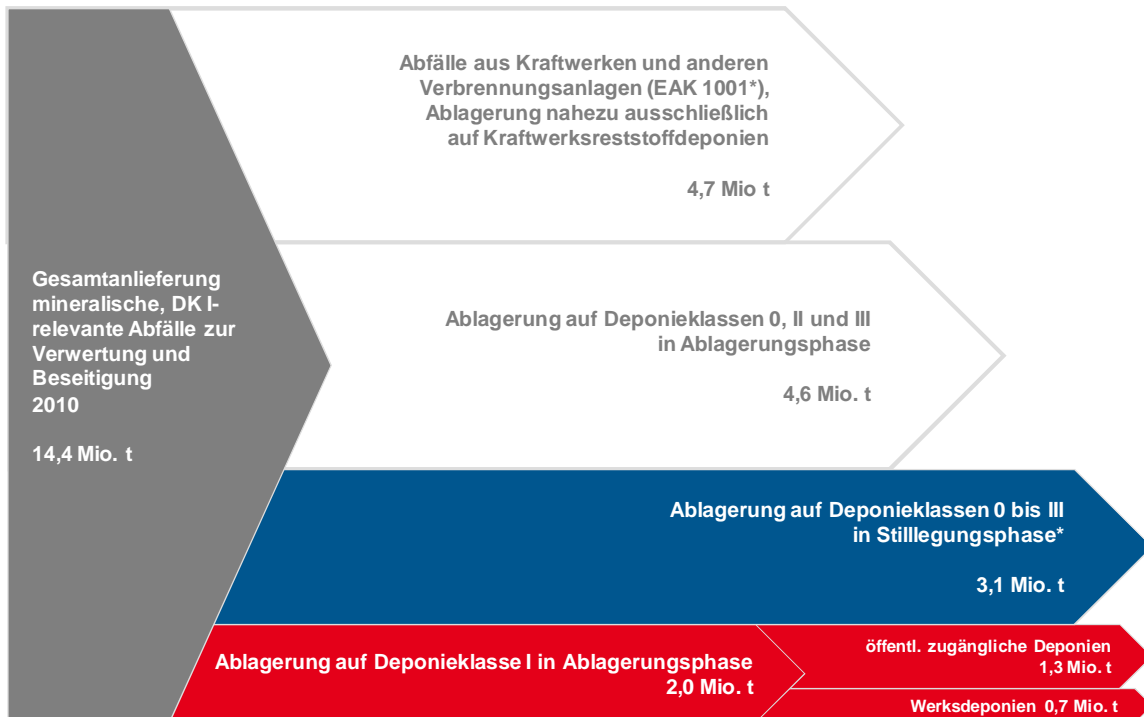 Gesamtanlieferung
mineralische, DK I-
relevante Abfälle zur
Verwertung und
Beseitigung
2010
14,4 Mio. t
Abfälle aus Kraftwerken und anderen
Verbrennungsanlagen (EAK 1001*),
Ablagerung nahezu ausschließlich
auf Kraftwerksreststoffdeponien
4,7 Mio t
Ablagerung auf Deponieklassen 0, II und III
in Ablagerungsphase
4,6 Mio. t
Ablagerung auf Deponieklassen 0 bis III
in Stilllegungsphase*
3,1 Mio. t
Ablagerung auf Deponieklasse I in Ablagerungsphase
2,0 Mio. t
öffentl. zugängliche Deponien
1,3 Mio. t
Werksdeponien 0,7 Mio. t